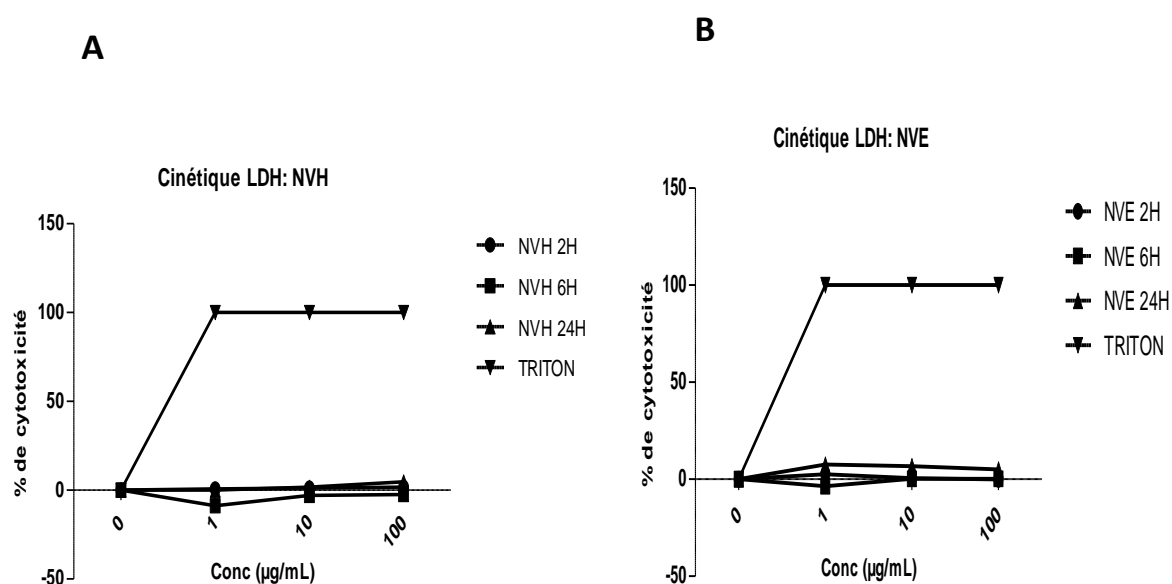 A
Cinétique LDH: NVH
% de cytotoxicité
150
100
50
0
-50
0
1
10
100
Conc (µg/mL)
NVH 2H
NVH 6H
NVH 24H
TRITON
B
Cinétique LDH: NVE
% de cytotoxicité
150
100
50
0
-50
0
1
10
100
Conc (µg/mL)
NVE 2H
NVE 6H
NVE 24H
TRITON